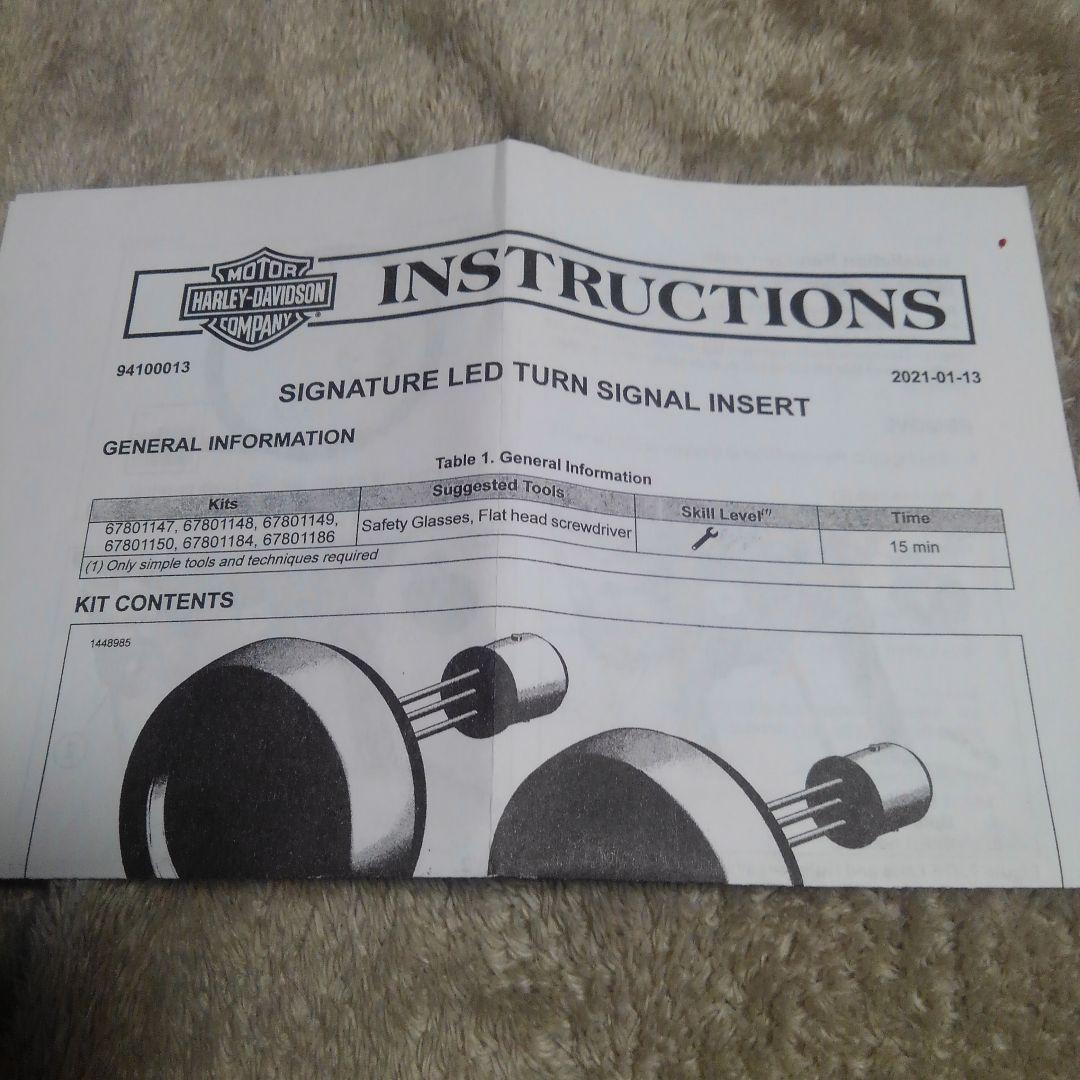 MOTOR
HARLEY-DAVIDSON
COMPANY
®
INSTRUCTIONS
94100013
2021-01-13
SIGNATURE LED TURN SIGNAL INSERT
GENERAL INFORMATION
Table 1. General Information
Kits
Suggested Tools
Skill Level(1)
Time
67801147, 67801148, 67801149,
67801150, 67801184, 67801186
Safety Glasses, Flat head screwdriver
15 min
(1) Only simple tools and techniques required
KIT CONTENTS
1448985